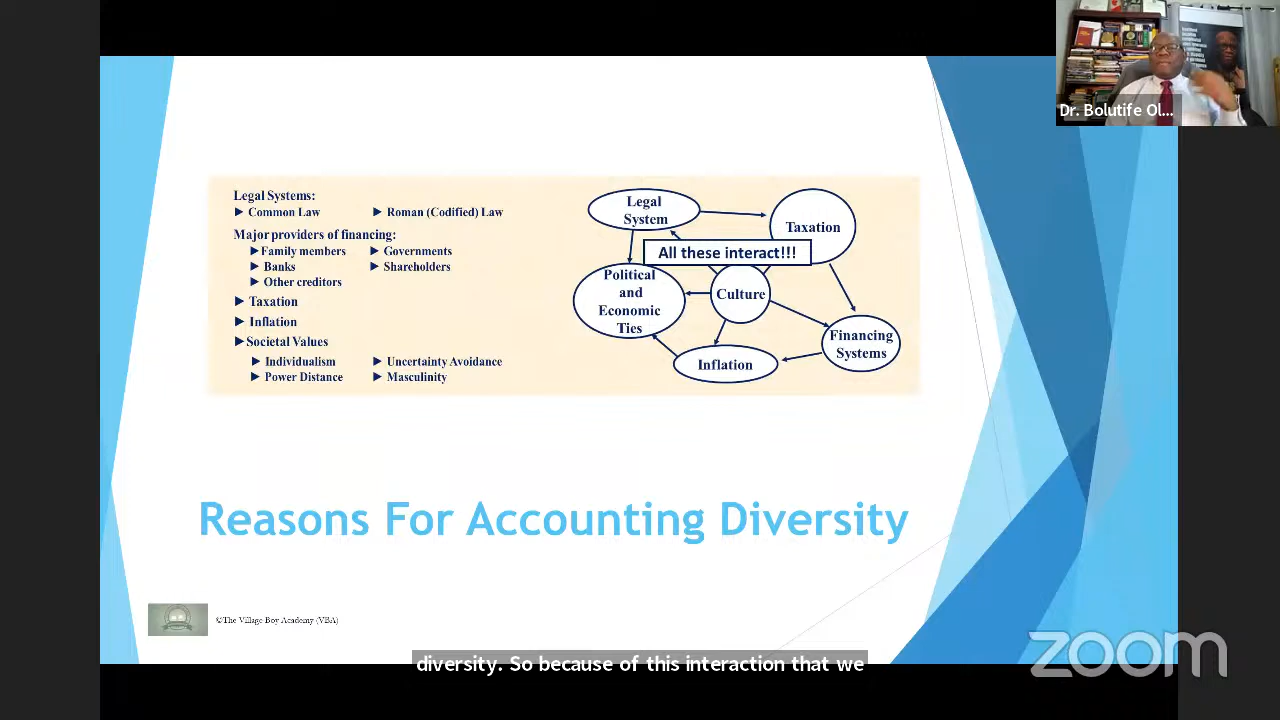 Dr. Bolutife Ol...
Legal Systems:
► Common Law ► Roman (Codified) Law
Major providers of financing:
► Family members ► Governments
► Banks ► Shareholders
► Other creditors
► Taxation
► Inflation
► Societal Values
► Individualism ► Uncertainty Avoidance
► Power Distance ► Masculinity
Legal
System
Taxation
All these interact!!!
Political
and
Economic
Ties
Culture
Financing
Systems
Inflation
Reasons For Accounting Diversity
©The Village Boy Academy (VBA)
zoom
diversity. So because of this interaction that we